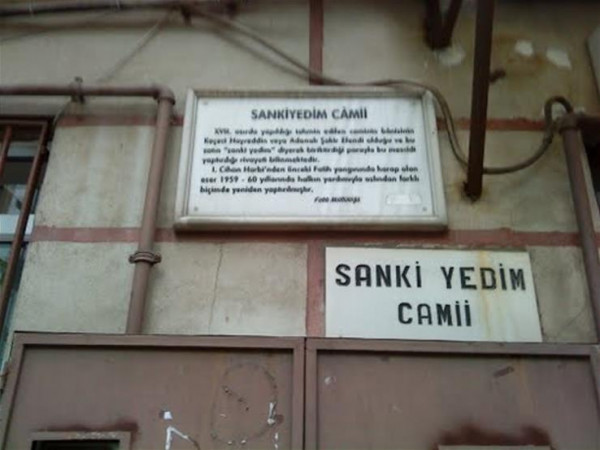 SANKİYEDİM CÂMİİ
XVII. asırda yapıldığı tahmin edilen caminin bânisinin
Keçeci Hayreddin veya Adanalı Şakir Efendi olduğu ve bu
zatın "sanki yedim" diyerek biriktirdiği parayla bu mescidi
yaptırdığı rivayeti bilinmektedir.
I. Cihan Harbi'nden önceki Fatih yangınında harap olan
eser 1959 - 60 yıllarında halkın yardımıyla aslından farklı
biçimde yeniden yaptırılmıştır.
Fatih Müftülüğü
SANKİ YEDİM
CAMİİ